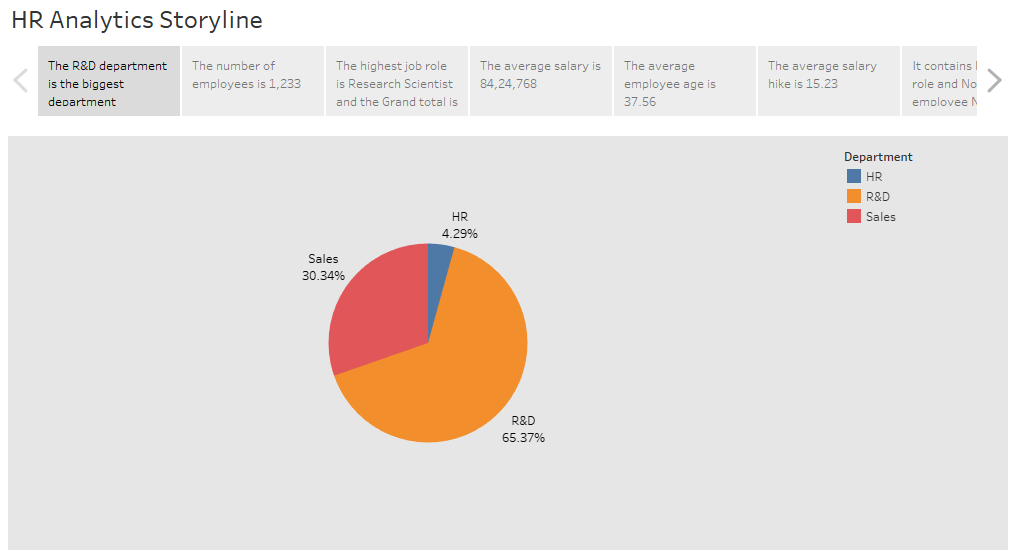 HR Analytics Storyline
The R&D department
is the biggest
department
The number of
employees is 1,233
The highest job role
is Research Scientist
and the Grand total is
The average salary is
84,24,768
The average
employee age is
37.56
The average salary
hike is 15.23
It contains
role and No
employee
Department
HR
R&D
Sales
HR
4.29%
Sales
30.34%
R&D
65.37%